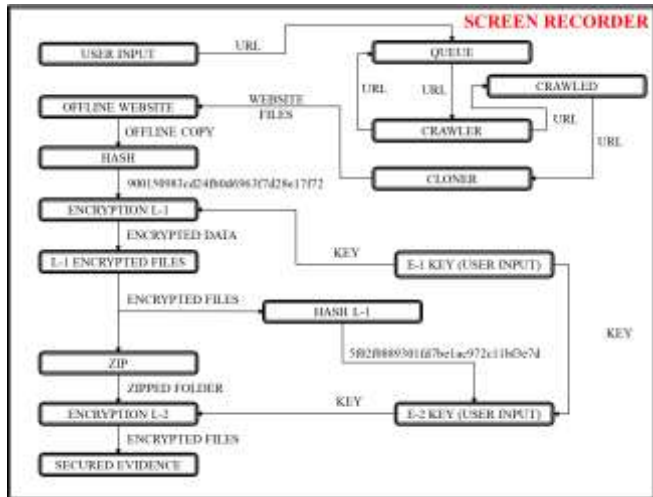 SCREEN RECORDER
USER INPUT
URL
QUEUE
URL
URL
CRAWLED
OFFLINE WEBSITE
WEBSITE
FILES
CRAWLER
URL
URL
OFFLINE COPY
HASH
CLONER
ENCRYPTION L-1
ENCRYPTED DATA
KEY
L-1 ENCRYPTED FILES
E-1 KEY (USER INPUT)
ENCRYPTED FILES
HASH L-1
KEY
ZIP
ZIPPED FOLDER
KEY
ENCRYPTION L-2
E-2 KEY (USER INPUT)
ENCRYPTED FILES
SECURED EVIDENCE